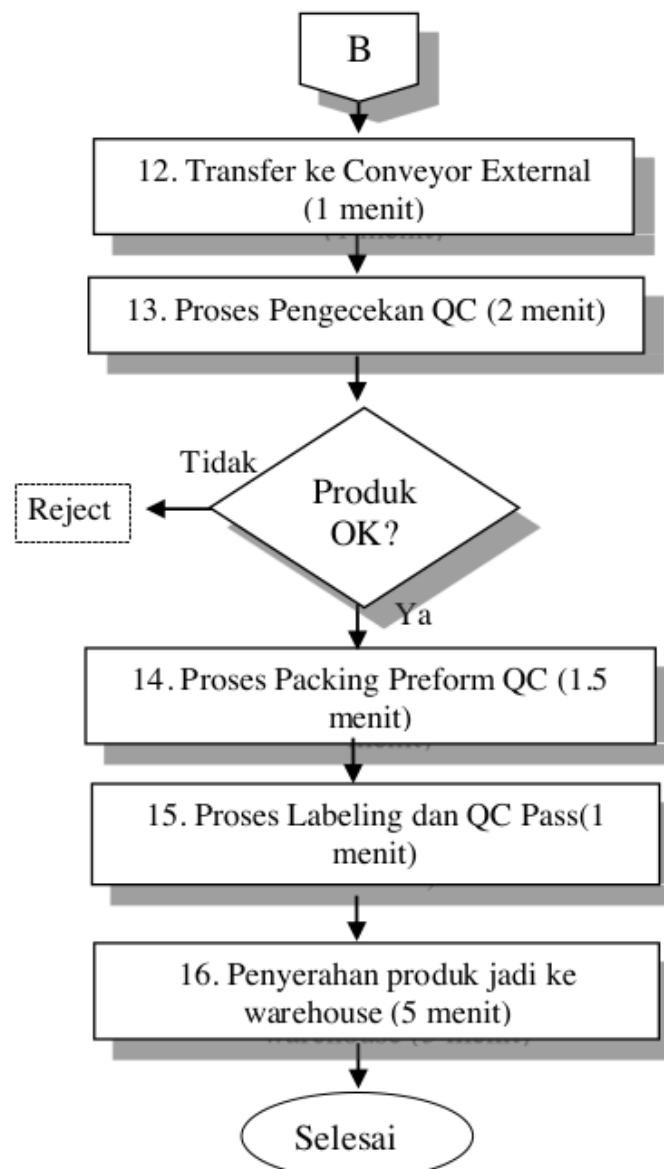 B
12. Transfer ke Conveyor External
(1 menit)
13. Proses Pengecekan QC (2 menit)
Tidak
Produk
OK?
Reject
Ya
14. Proses Packing Preform QC (1.5
menit)
15. Proses Labeling dan QC Pass(1
menit)
16. Penyerahan produk jadi ke
warehouse (5 menit)
Selesai